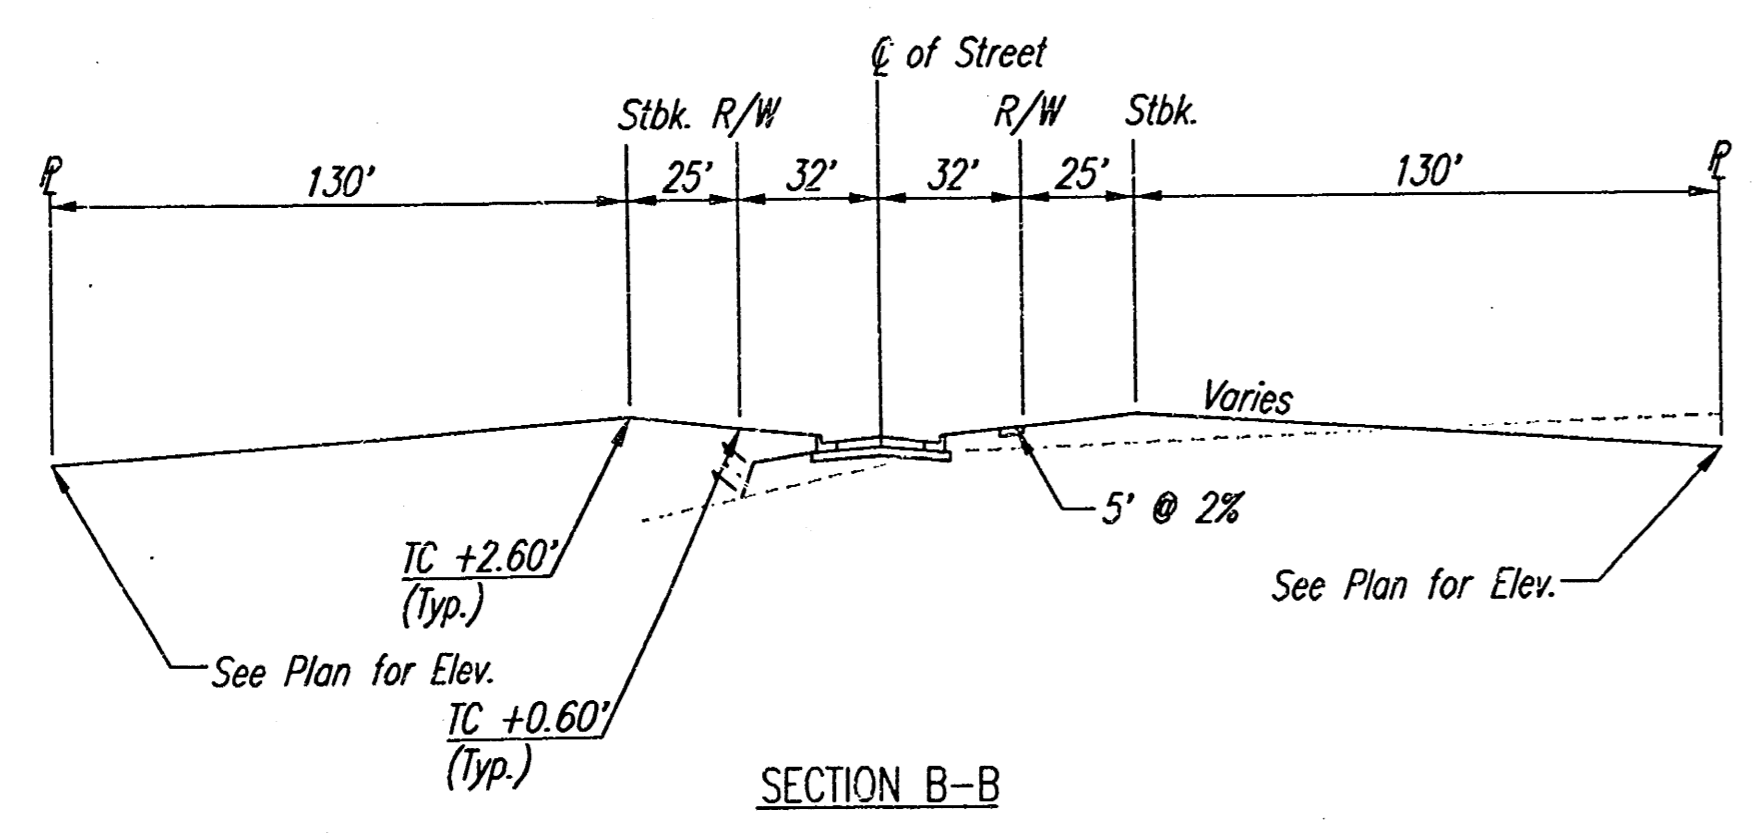 ℄ of Street
Stbk. R/W
R/W Stbk.
℞
130' 25' 32' 32' 25' 130'
Varies
5' @ 2%
TC +2.60'
(Typ.)
See Plan for Elev.
See Plan for Elev.
TC +0.60'
(Typ.)
SECTION B-B